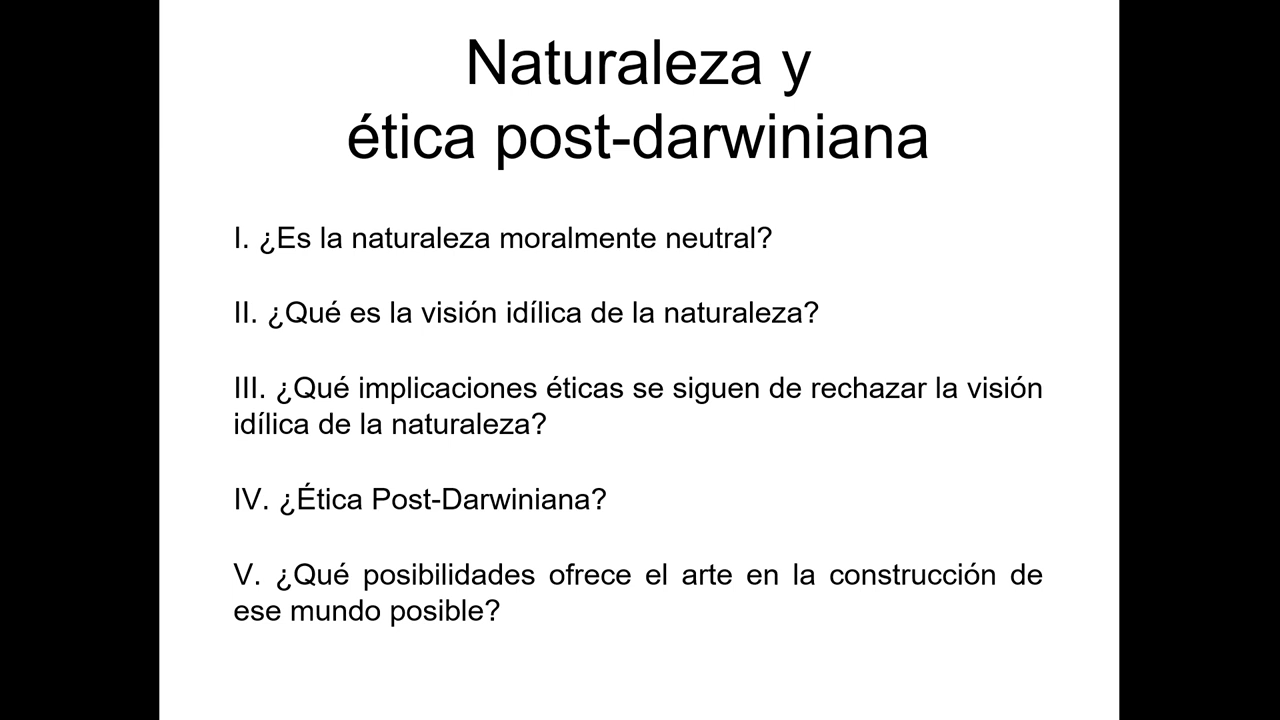 Naturaleza y
ética post-darwiniana
I. ¿Es la naturaleza moralmente neutral?
II. ¿Qué es la visión idílica de la naturaleza?
III. ¿Qué implicaciones éticas se siguen de rechazar la visión
idílica de la naturaleza?
IV. ¿Ética Post-Darwiniana?
V. ¿Qué posibilidades ofrece el arte en la construcción de
ese mundo posible?